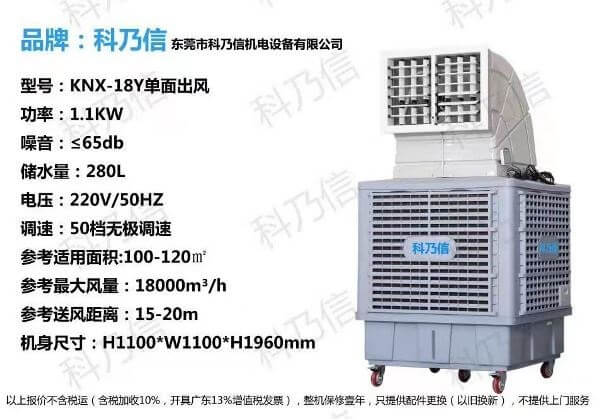 品牌：科乃信 东莞市科乃信机电设备有限公司
型号：KNX-18Y单面出风
功率：1.1KW
噪音：≤65db
储水量：280L
电压：220V/50HZ
调速：50档无极调速
参考适用面积:100-120㎡
参考最大风量：18000m³/h
参考送风距离：15-20m
机身尺寸：H1100*W1100*H1960mm
科乃信
以上报价不含税运（含税加收10%，开具广东13%增值税发票），整机保修壹年，只提供配件更换（以旧换新），不提供上门服务